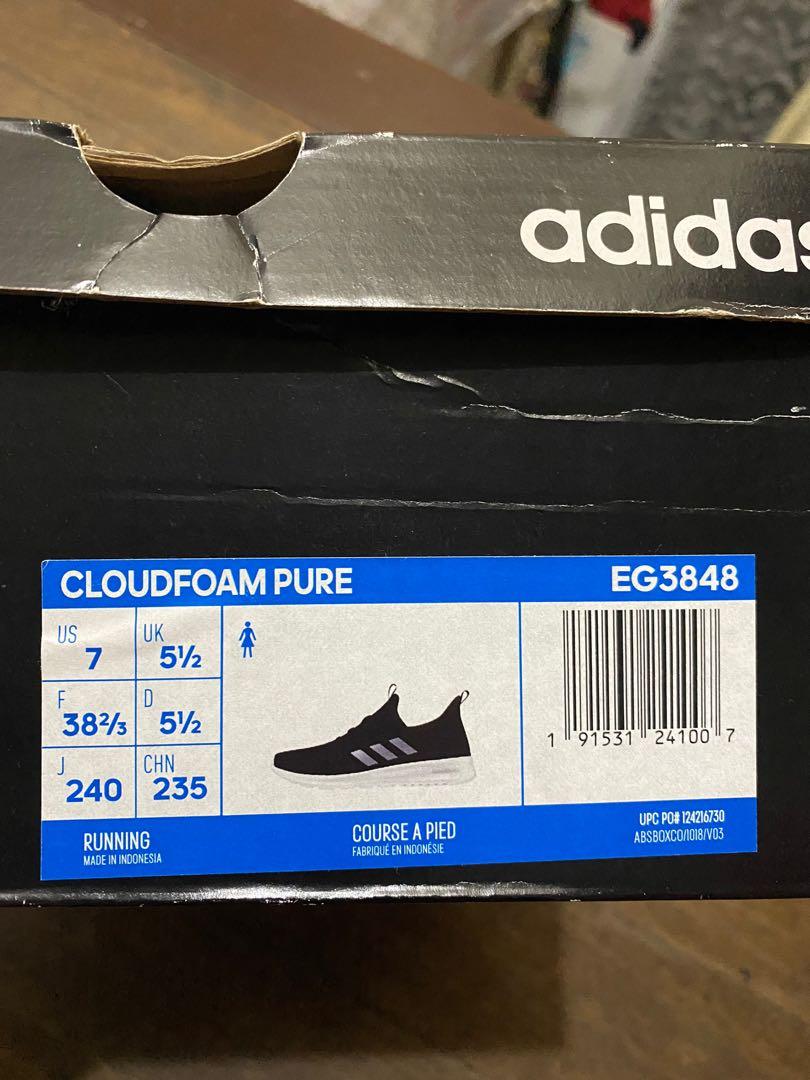 adidas
CLOUDFOAM PURE EG3848
US 7 UK 5½
F 38⅔ D 5½
J 240 CHN 235
1 91531 24100 7
RUNNING
MADE IN INDONESIA
COURSE A PIED
FABRIQUÉ EN INDONÉSIE
UPC PO# 124216730
ABSBOXCO/1018/V03